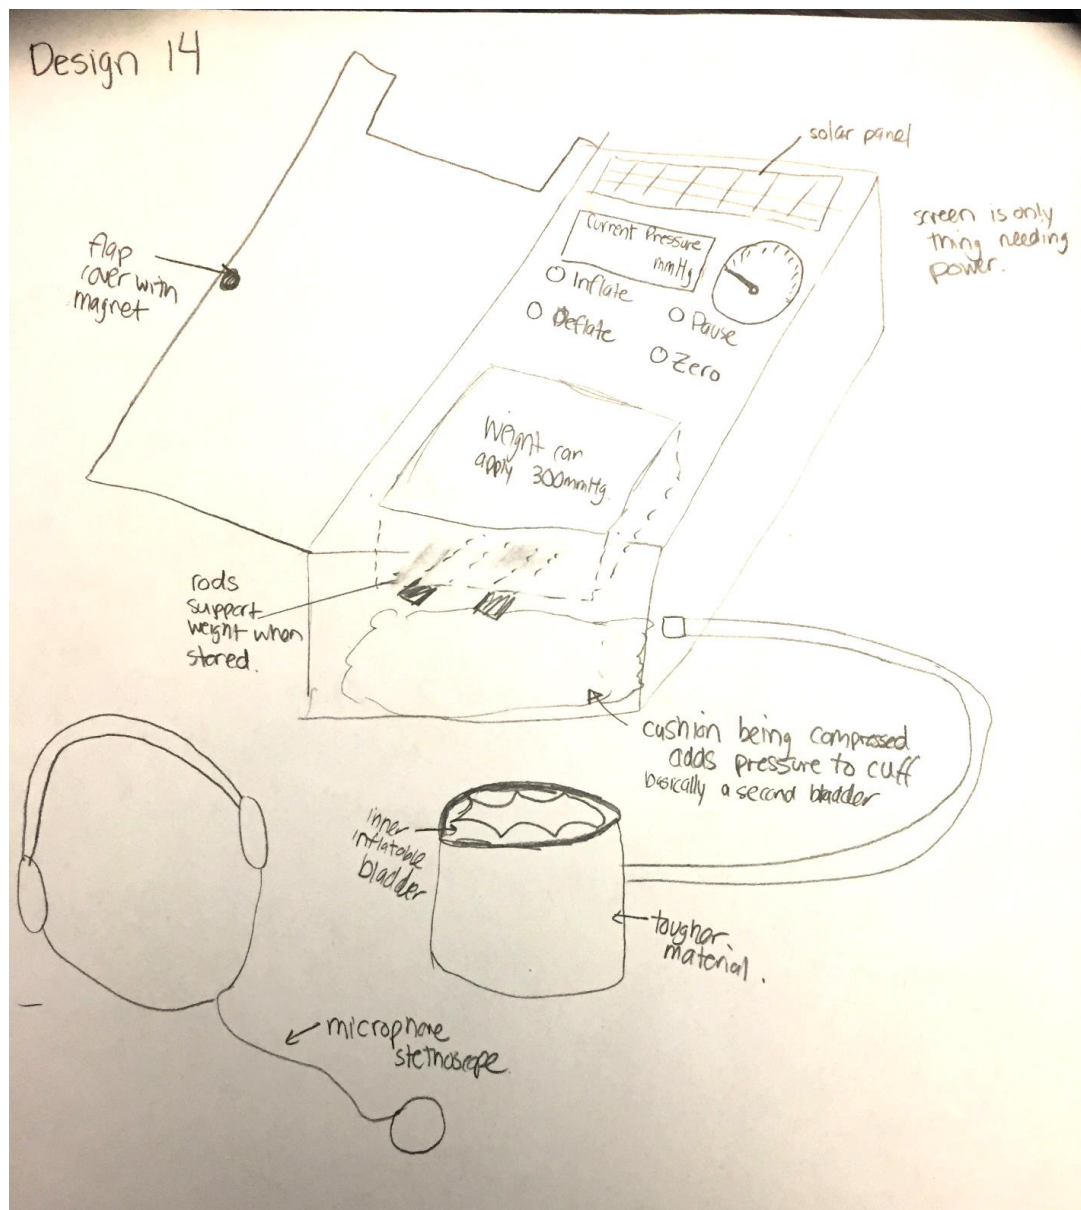 Design 14
solar panel
screen is only
thing needing
power.
flap
cover with
magnet
Current Pressure
mmHg
Inflate
Deflate
Pause
Zero
Weight can
apply 300mmHg.
rods
support
weight when
stored.
cushion being compressed
adds pressure to cuff
basically a second bladder
inner
inflatable
bladder
tougher
material.
microphone
stethoscope.